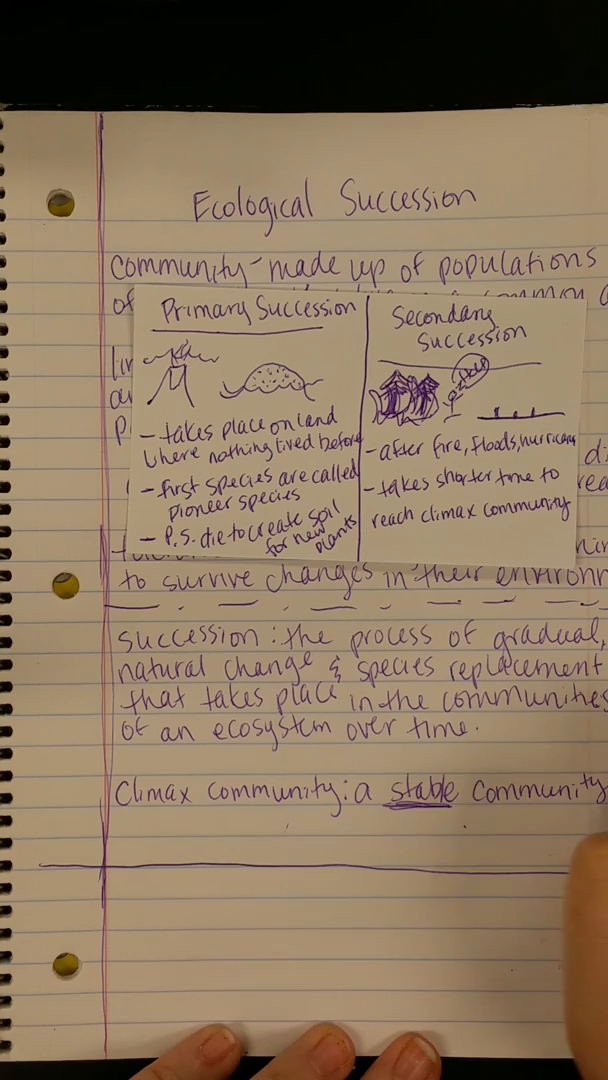 Ecological Succession
Community - made up of populations
of
Primary Succession
- takes place on land
where nothing lived before
- first species are called
pioneer species
- P.S. die to create soil
for new
plants
Secondary
Succession
- after fire, floods, hurricane
- takes shorter time to
reach climax community
to survive changes in their environ
Succession: the process of gradual,
natural change & species replacement
that takes place in the communities
of an ecosystem over time.
Climax community: a stable community